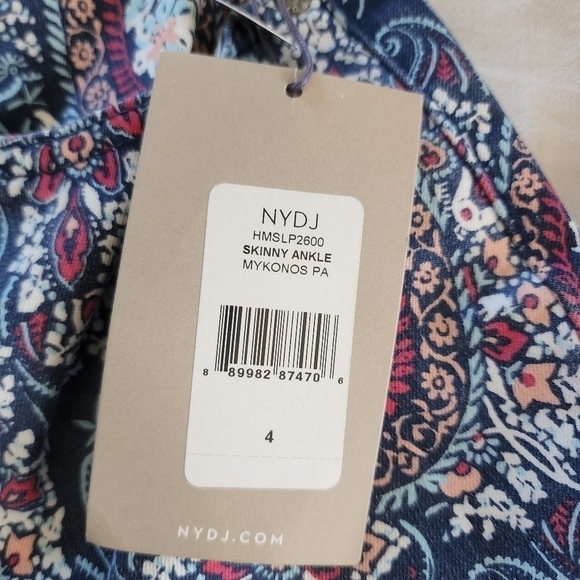 NYDJ
HMSLP2600
SKINNY ANKLE
MYKONOS PA
8 89982 87470 6
4
NYDJ.COM